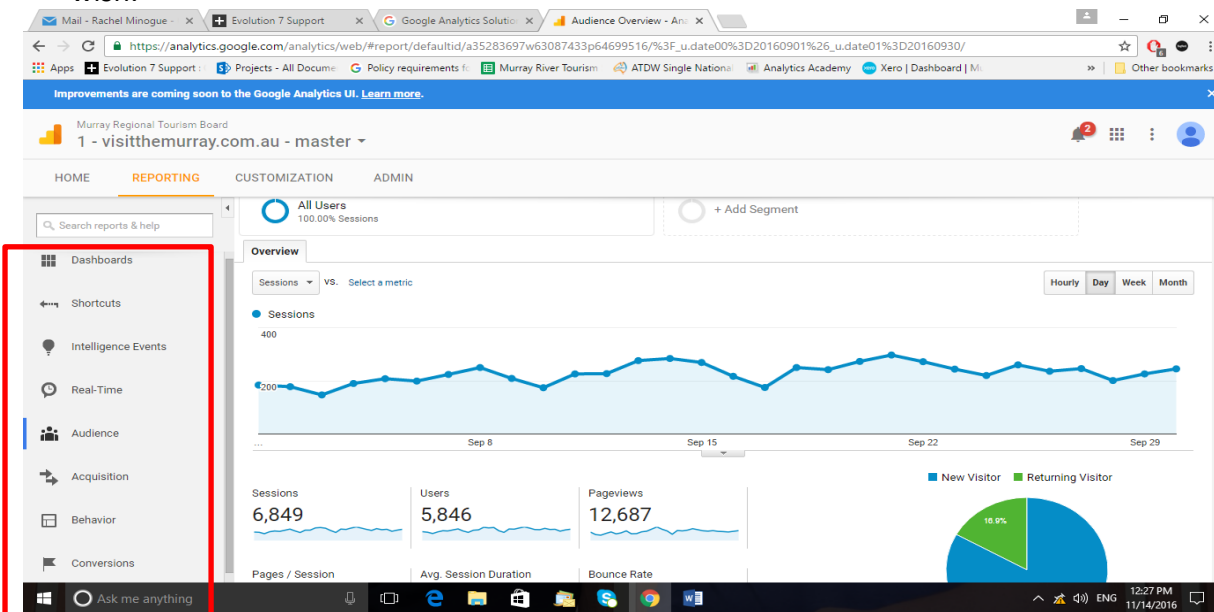 Mail - Rachel Minogue -
Evolution 7 Support
Google Analytics Solution
Audience Overview - Ana
https://analytics.google.com/analytics/web/#report/defaultid/a35283697w63087433p64699516/%3F_u.date00%3D20160901%26_u.date01%3D20160930/
Apps Evolution 7 Support : Projects - All Docume Policy requirements fo Murray River Tourism ATDW Single National Analytics Academy Xero | Dashboard | Mu » Other bookmarks
Improvements are coming soon to the Google Analytics UI. Learn more.
Murray Regional Tourism Board
1 - visitthemurray.com.au - master
2
HOME REPORTING CUSTOMIZATION ADMIN
Search reports & help
All Users
100.00% Sessions
+ Add Segment
Dashboards
Shortcuts
Intelligence Events
Real-Time
Audience
Acquisition
Behavior
Conversions
Overview
Sessions VS. Select a metric
Hourly Day Week Month
Sessions
400
200
... Sep 8 Sep 15 Sep 22 Sep 29
New Visitor Returning Visitor
Sessions Users Pageviews
6,849 5,846 12,687
Pages / Session Avg. Session Duration Bounce Rate
Ask me anything
ENG
12:27 PM
11/14/2016